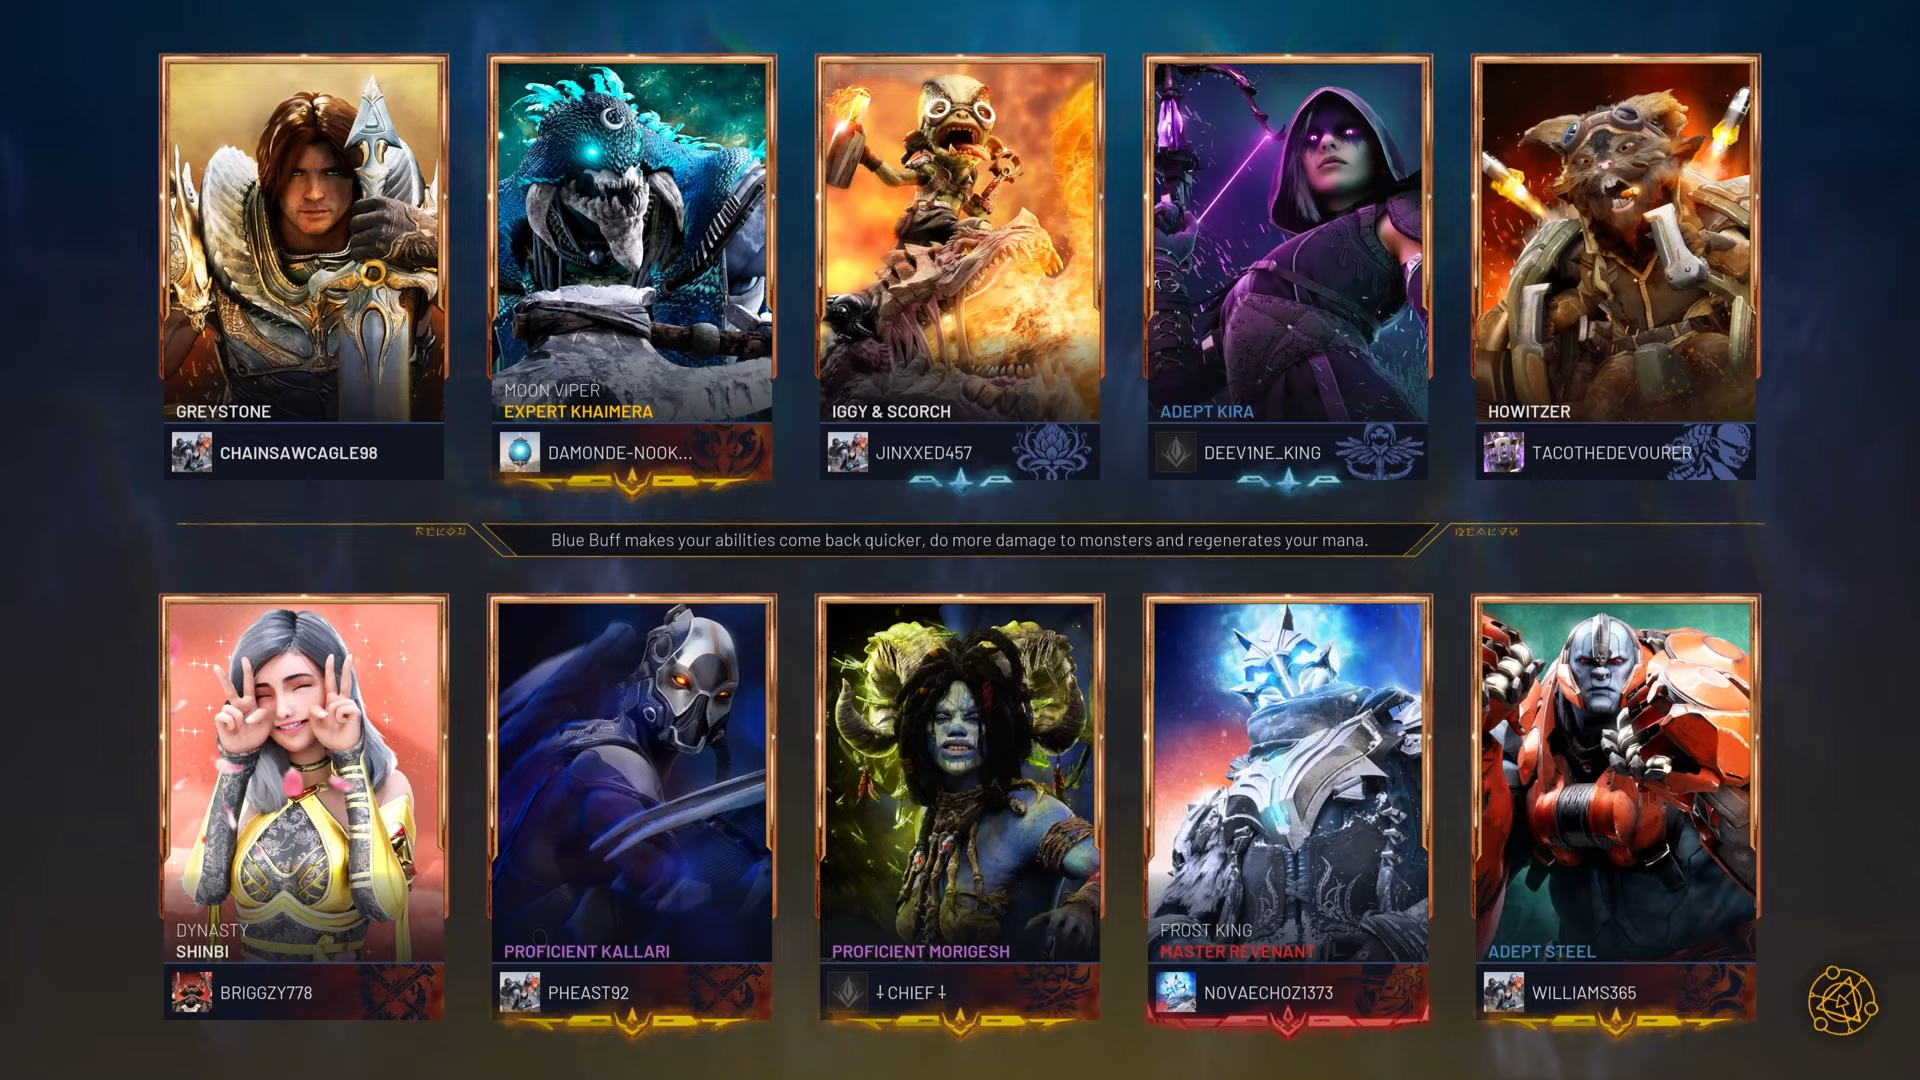 GREYSTONE
CHAINSAWCAGLE98
MOON VIPER
EXPERT KHAIMERA
DAMONDE-NOOK...
IGGY & SCORCH
JINXXED457
ADEPT KIRA
DEEV1NE_KING
HOWITZER
TACOTHEDEVOURER
Blue Buff makes your abilities come back quicker, do more damage to monsters and regenerates your mana.
DYNASTY
SHINBI
BRIGGZY778
PROFICIENT KALLARI
PHEAST92
PROFICIENT MORIGESH
⸸ CHIEF ⸸
FROST KING
MASTER REVENANT
NOVAECHOZ1373
ADEPT STEEL
WILLIAMS365